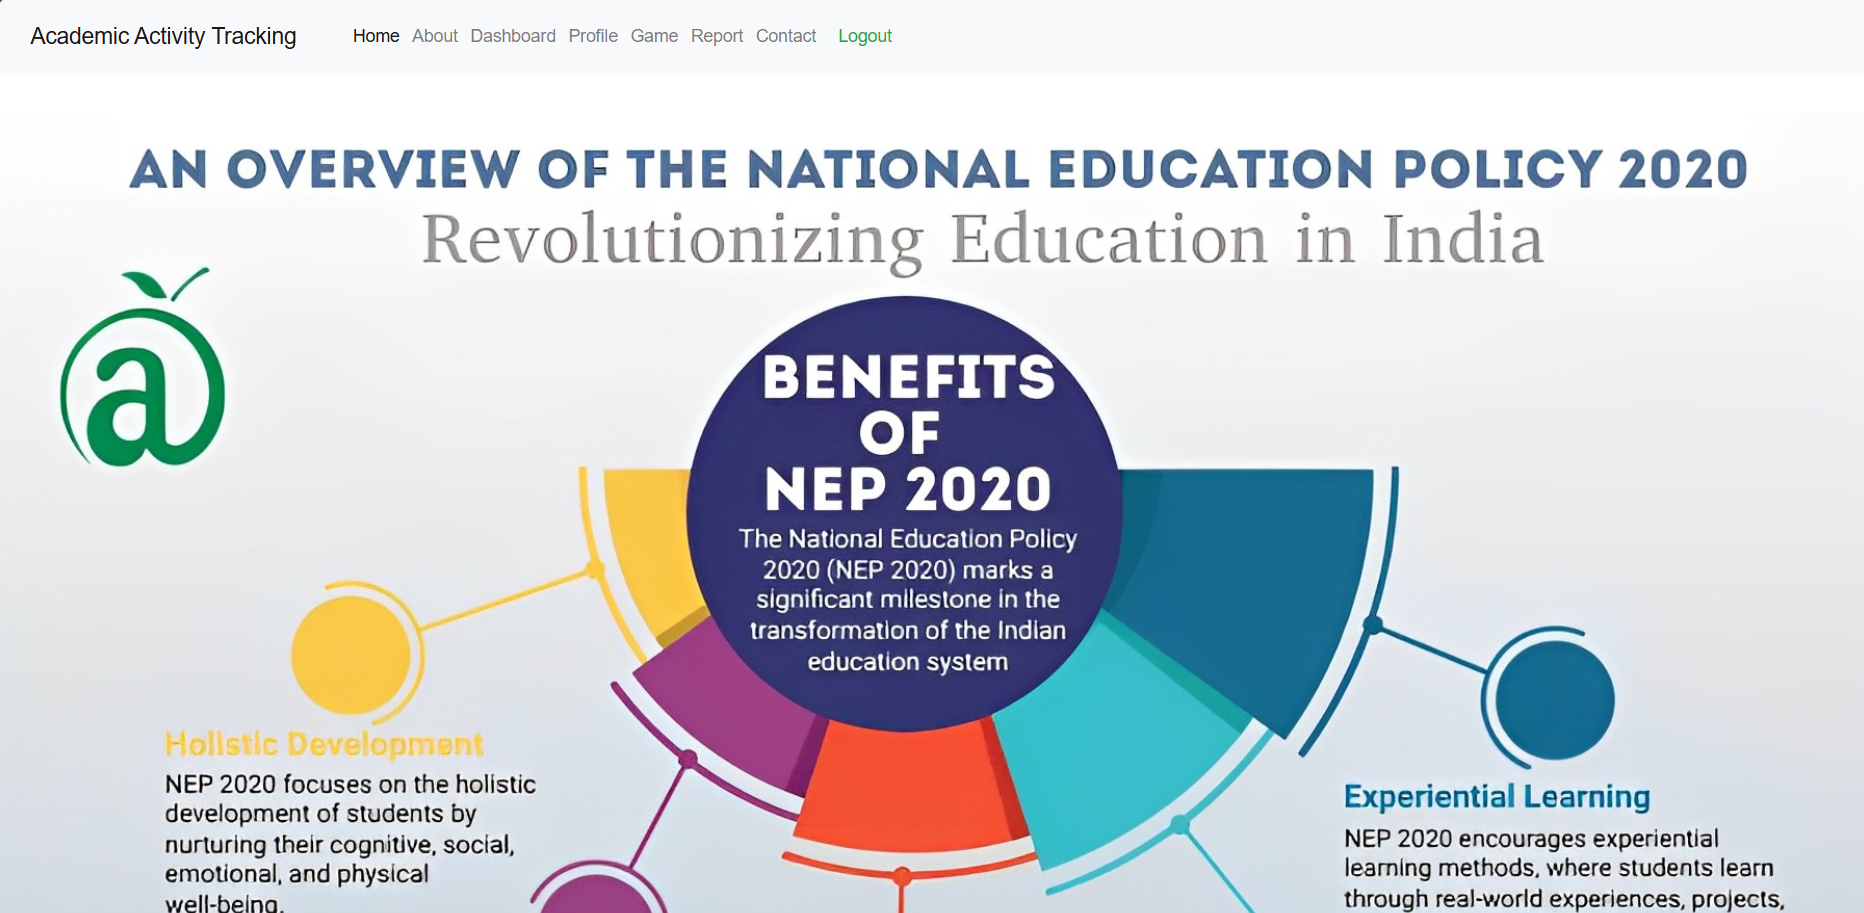 Academic Activity Tracking Home About Dashboard Profile Game Report Contact Logout
AN OVERVIEW OF THE NATIONAL EDUCATION POLICY 2020
Revolutionizing Education in India
a
BENEFITS
OF
NEP 2020
The National Education Policy
2020 (NEP 2020) marks a
significant milestone in the
transformation of the Indian
education system
Holistic Development
NEP 2020 focuses on the holistic
development of students by
nurturing their cognitive, social,
emotional, and physical
well-being.
Experiential Learning
NEP 2020 encourages experiential
learning methods, where students learn
through real-world experiences, projects,